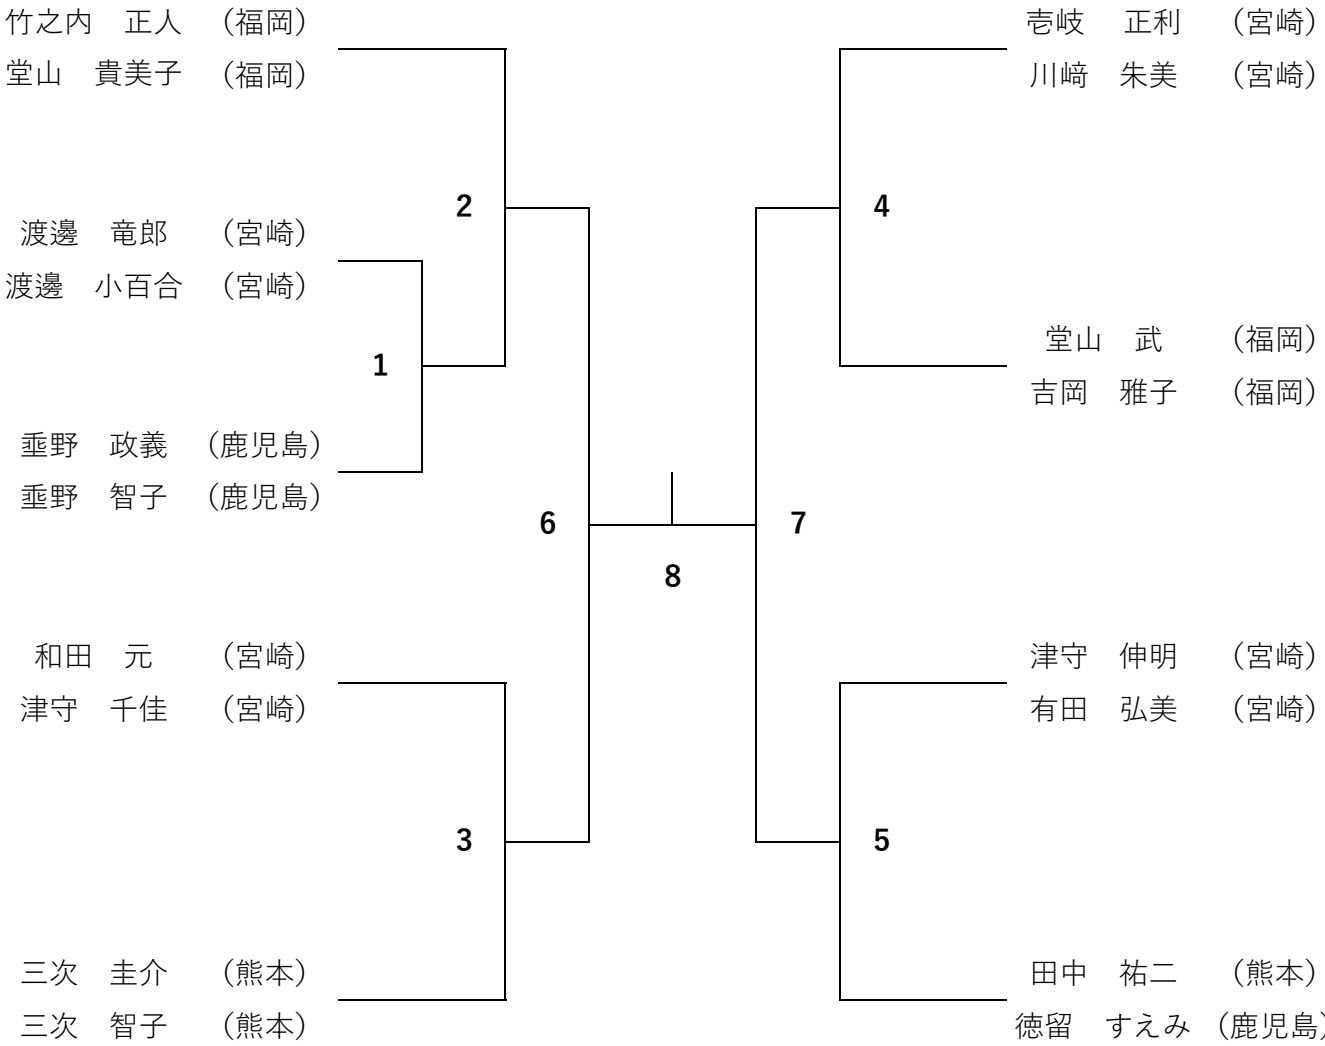 竹之内　正人　（福岡）
堂山　貴美子　（福岡）
2
渡邊　竜郎　（宮崎）
渡邊　小百合　（宮崎）
1
埀野　政義　（鹿児島）
埀野　智子　（鹿児島）
6
和田　元　（宮崎）
津守　千佳　（宮崎）
3
三次　圭介　（熊本）
三次　智子　（熊本）
8
壱岐　正利　（宮崎）
川﨑　朱美　（宮崎）
4
堂山　武　（福岡）
吉岡　雅子　（福岡）
7
津守　伸明　（宮崎）
有田　弘美　（宮崎）
5
田中　祐二　（熊本）
徳留　すえみ　（鹿児島）